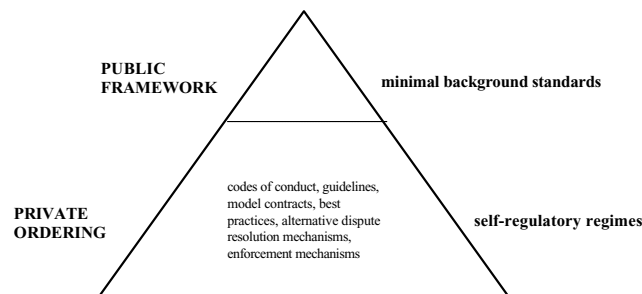 PUBLIC
FRAMEWORK
minimal background standards
codes of conduct, guidelines,
model contracts, best
practices, alternative dispute
resolution mechanisms,
enforcement mechanisms
PRIVATE
ORDERING
self-regulatory regimes